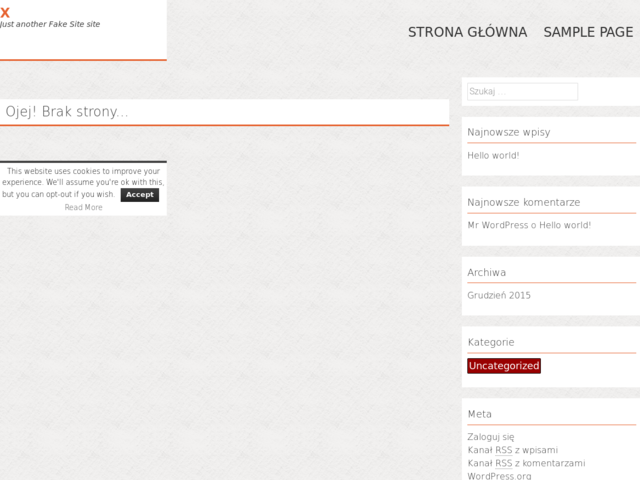 X
Just another Fake Site site
STRONA GŁÓWNA SAMPLE PAGE
Ojej! Brak strony...
This website uses cookies to improve your
experience. We'll assume you're ok with this,
but you can opt-out if you wish. Accept
Read More
Szukaj ...
Najnowsze wpisy
Hello world!
Najnowsze komentarze
Mr WordPress o Hello world!
Archiwa
Grudzień 2015
Kategorie
Uncategorized
Meta
Zaloguj się
Kanał RSS z wpisami
Kanał RSS z komentarzami
WordPress.org